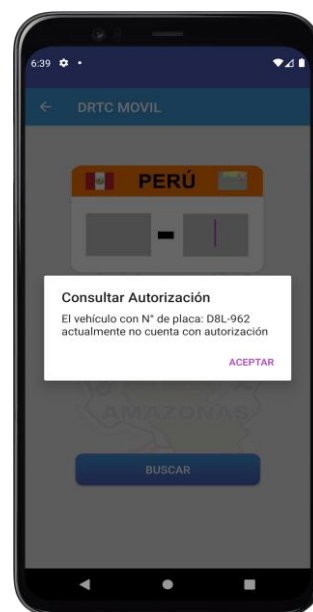 6:39
DRTC MOVIL
PERÚ
-
Consultar Autorización
El vehículo con N° de placa: D8L-962
actualmente no cuenta con autorización
ACEPTAR
AMAZONAS
BUSCAR